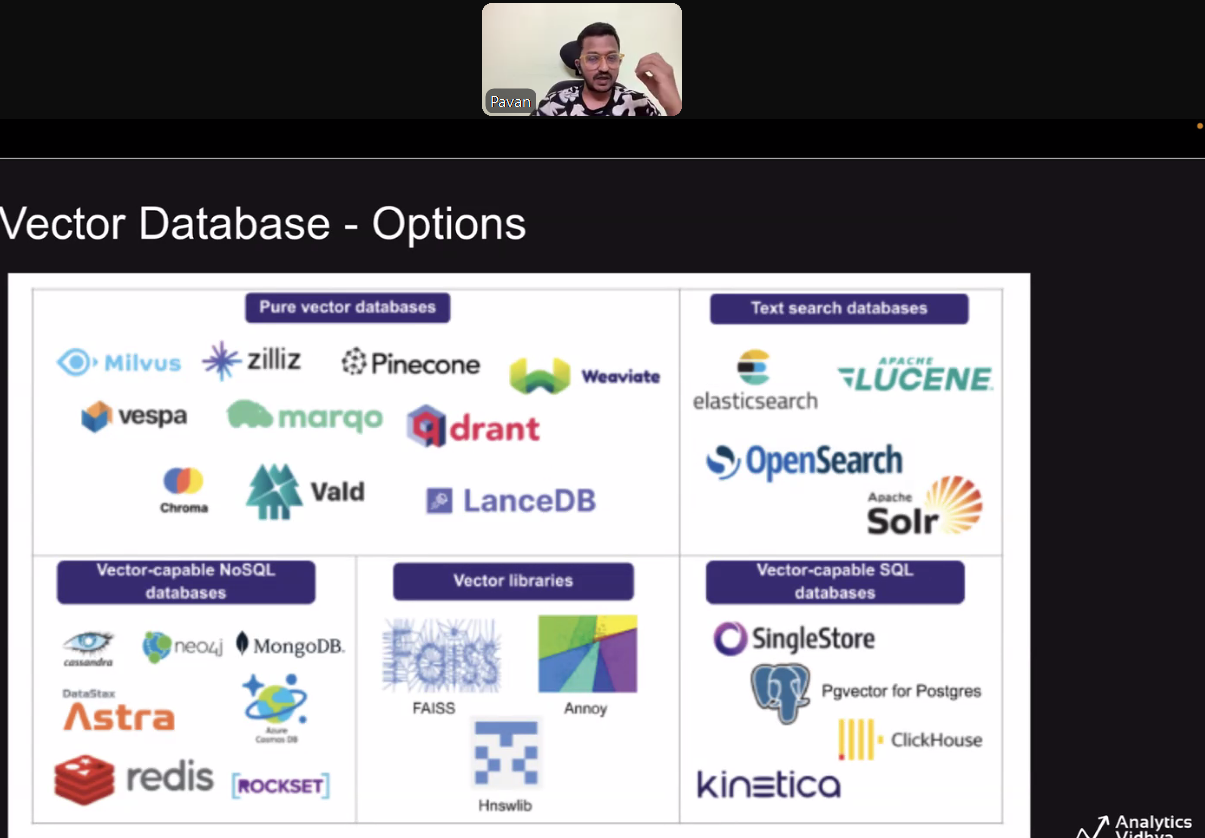 Pavan
Vector Database - Options
Pure vector databases
Milvus
zilliz
Pinecone
Weaviate
vespa
marqo
qdrant
Chroma
Vald
LanceDB
Text search databases
elasticsearch
APACHE
LUCENE
OpenSearch
Apache
Solr
Vector-capable NoSQL
databases
cassandra
neo4j
MongoDB.
DataStax
Astra
Azure
Cosmos DB
redis
[ROCKSET]
Vector libraries
Faiss
FAISS
Annoy
Hnswlib
Vector-capable SQL
databases
SingleStore
Pgvector for Postgres
ClickHouse
kinetica
Analytics
Vidhya